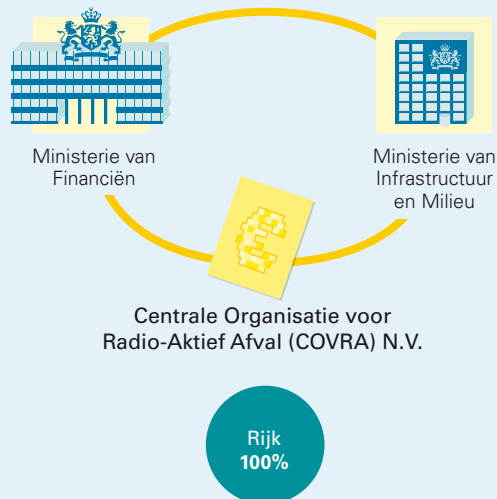 Ministerie van
Financiën
Ministerie van
Infrastructuur
en Milieu
€
Centrale Organisatie voor
Radio-Aktief Afval (COVRA) N.V.
Rijk
100%